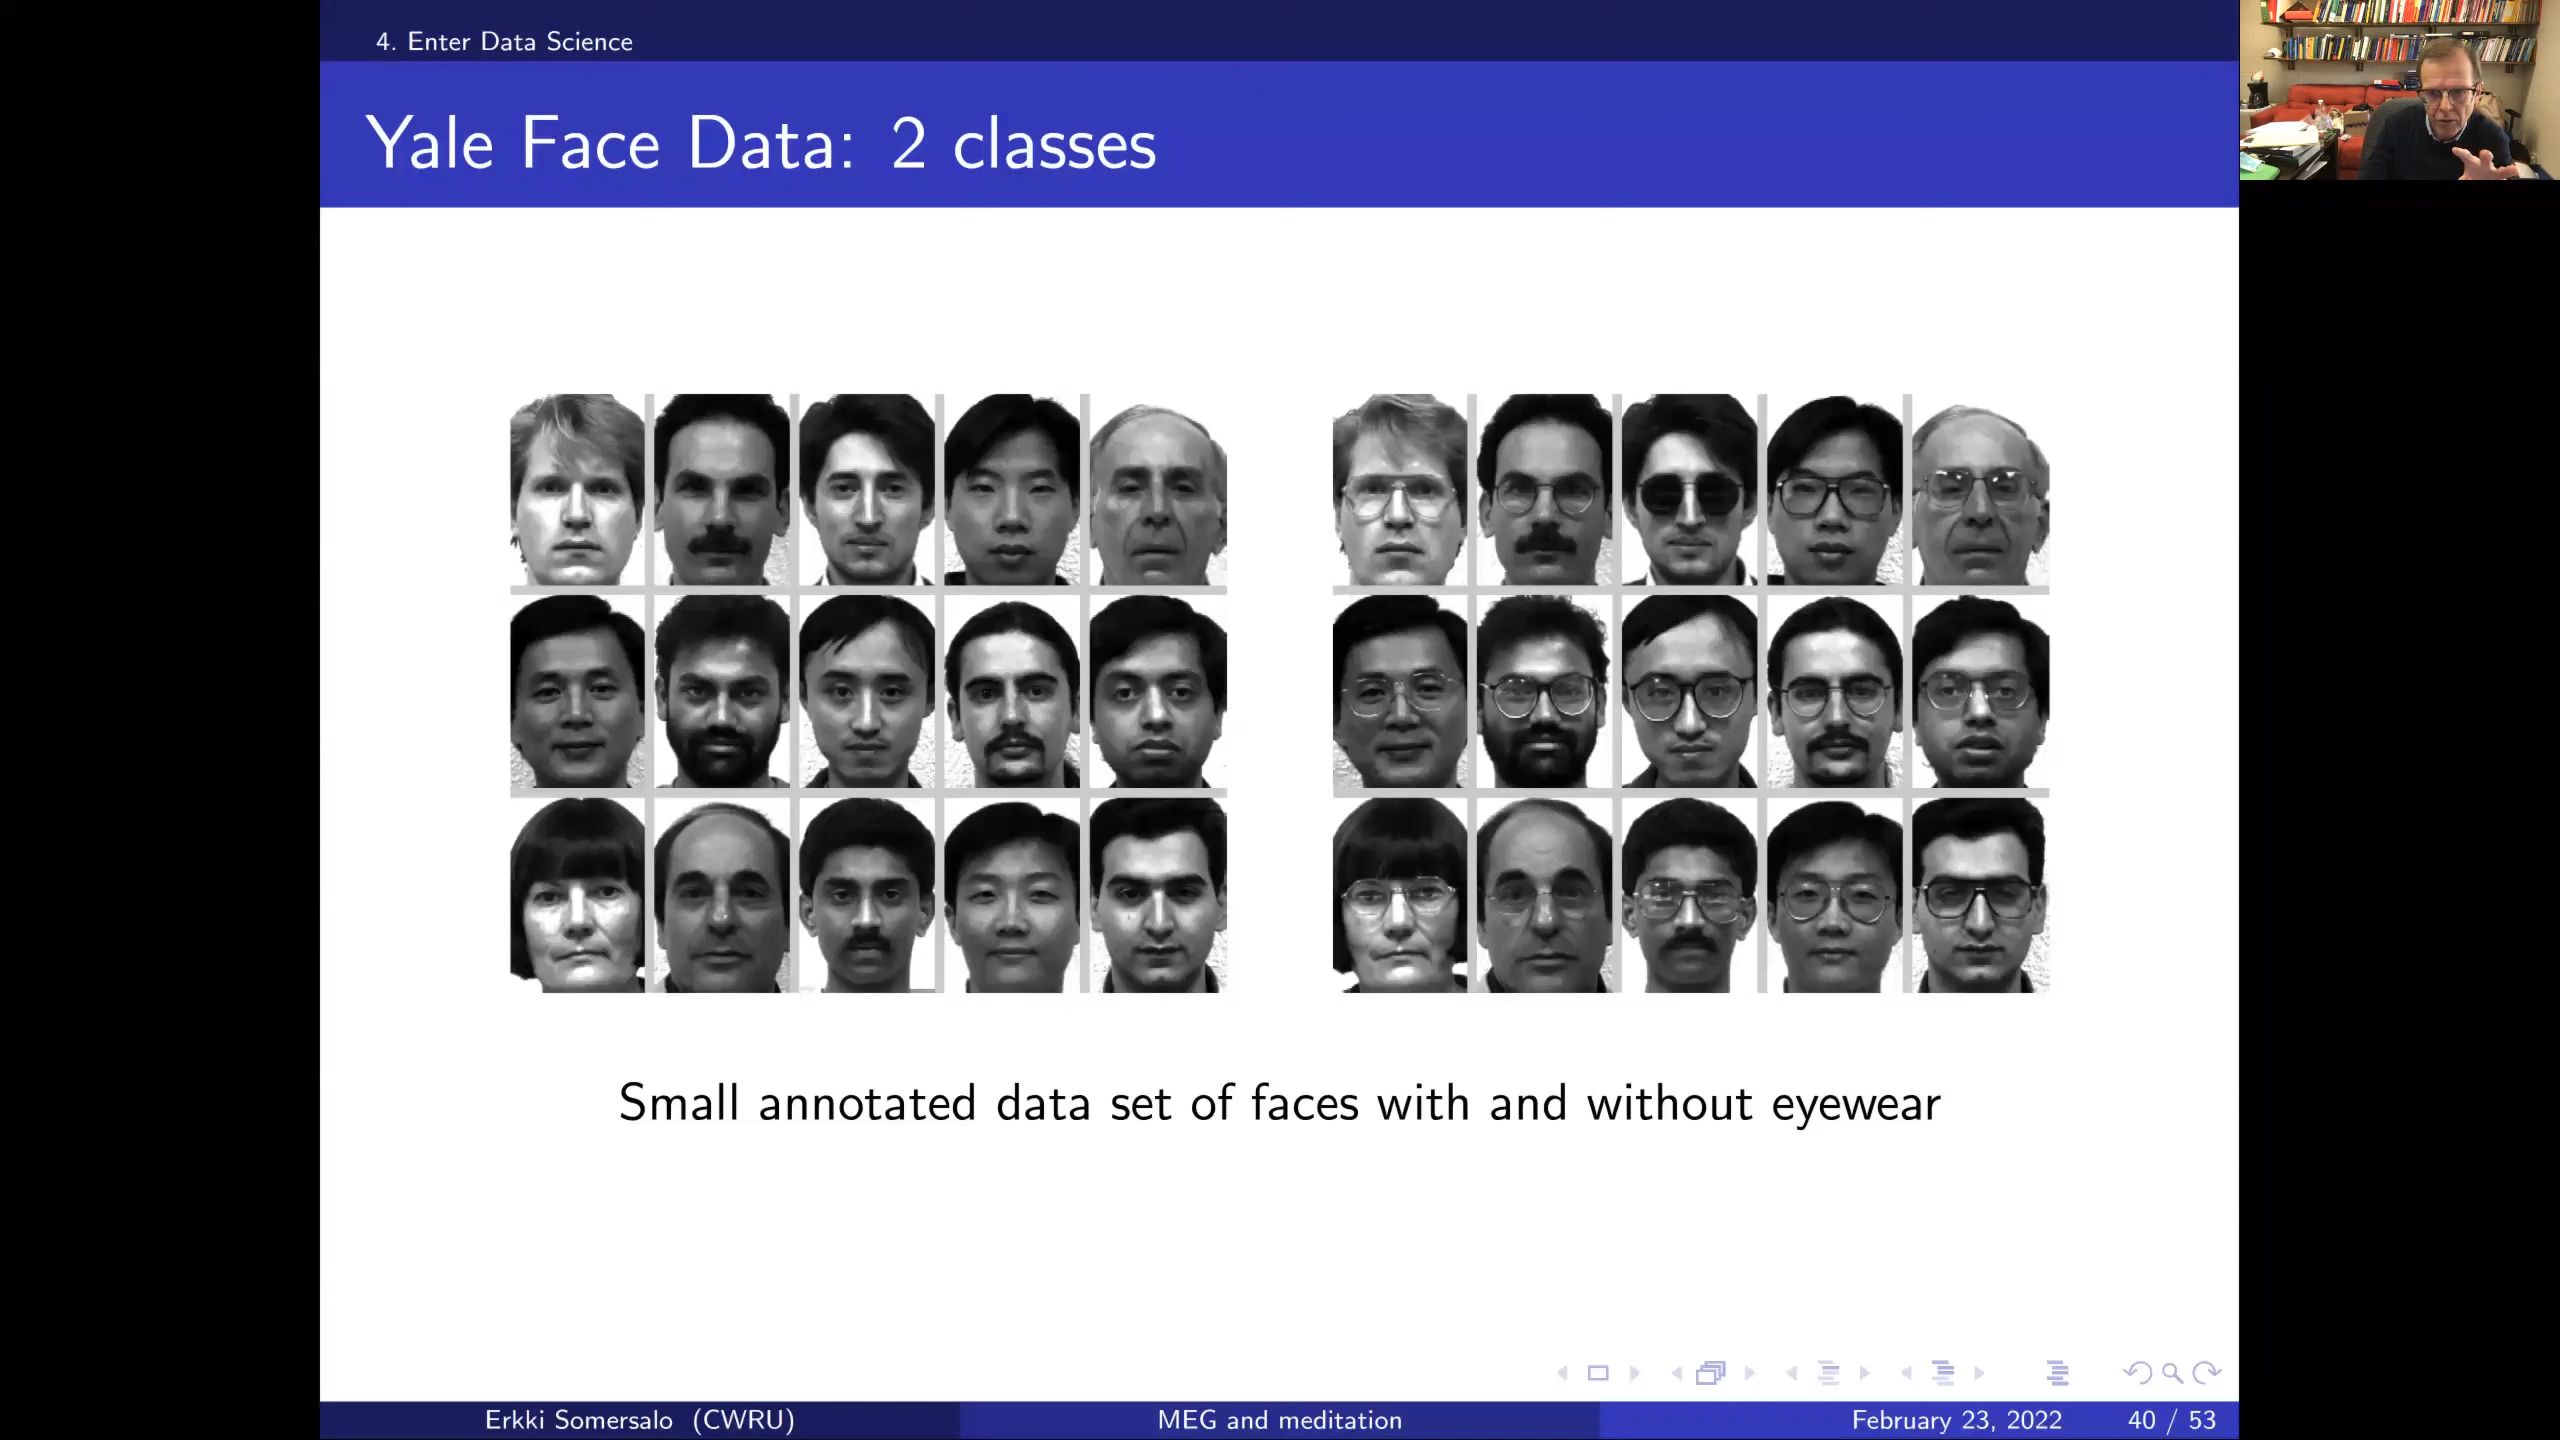 4. Enter Data Science
Yale Face Data: 2 classes
Small annotated data set of faces with and without eyewear
Erkki Somersalo (CWRU)
MEG and meditation
February 23, 2022
40 / 53